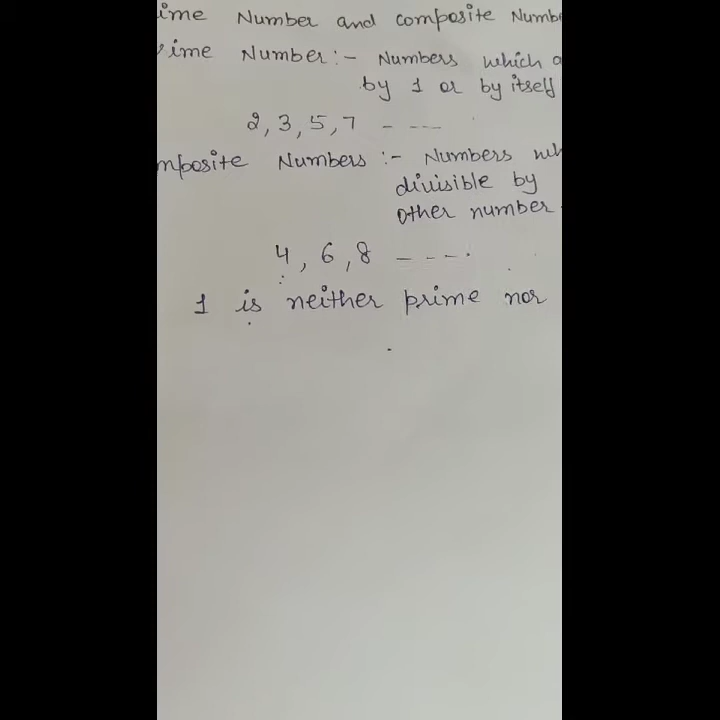 ime Number and composite Numbe
ime Number:- Numbers which a
by 1 or by itself
2, 3, 5, 7 - ----
mposite Numbers:- Numbers wh
divisible by
other number
4, 6, 8 ----.
1 is neither prime nor